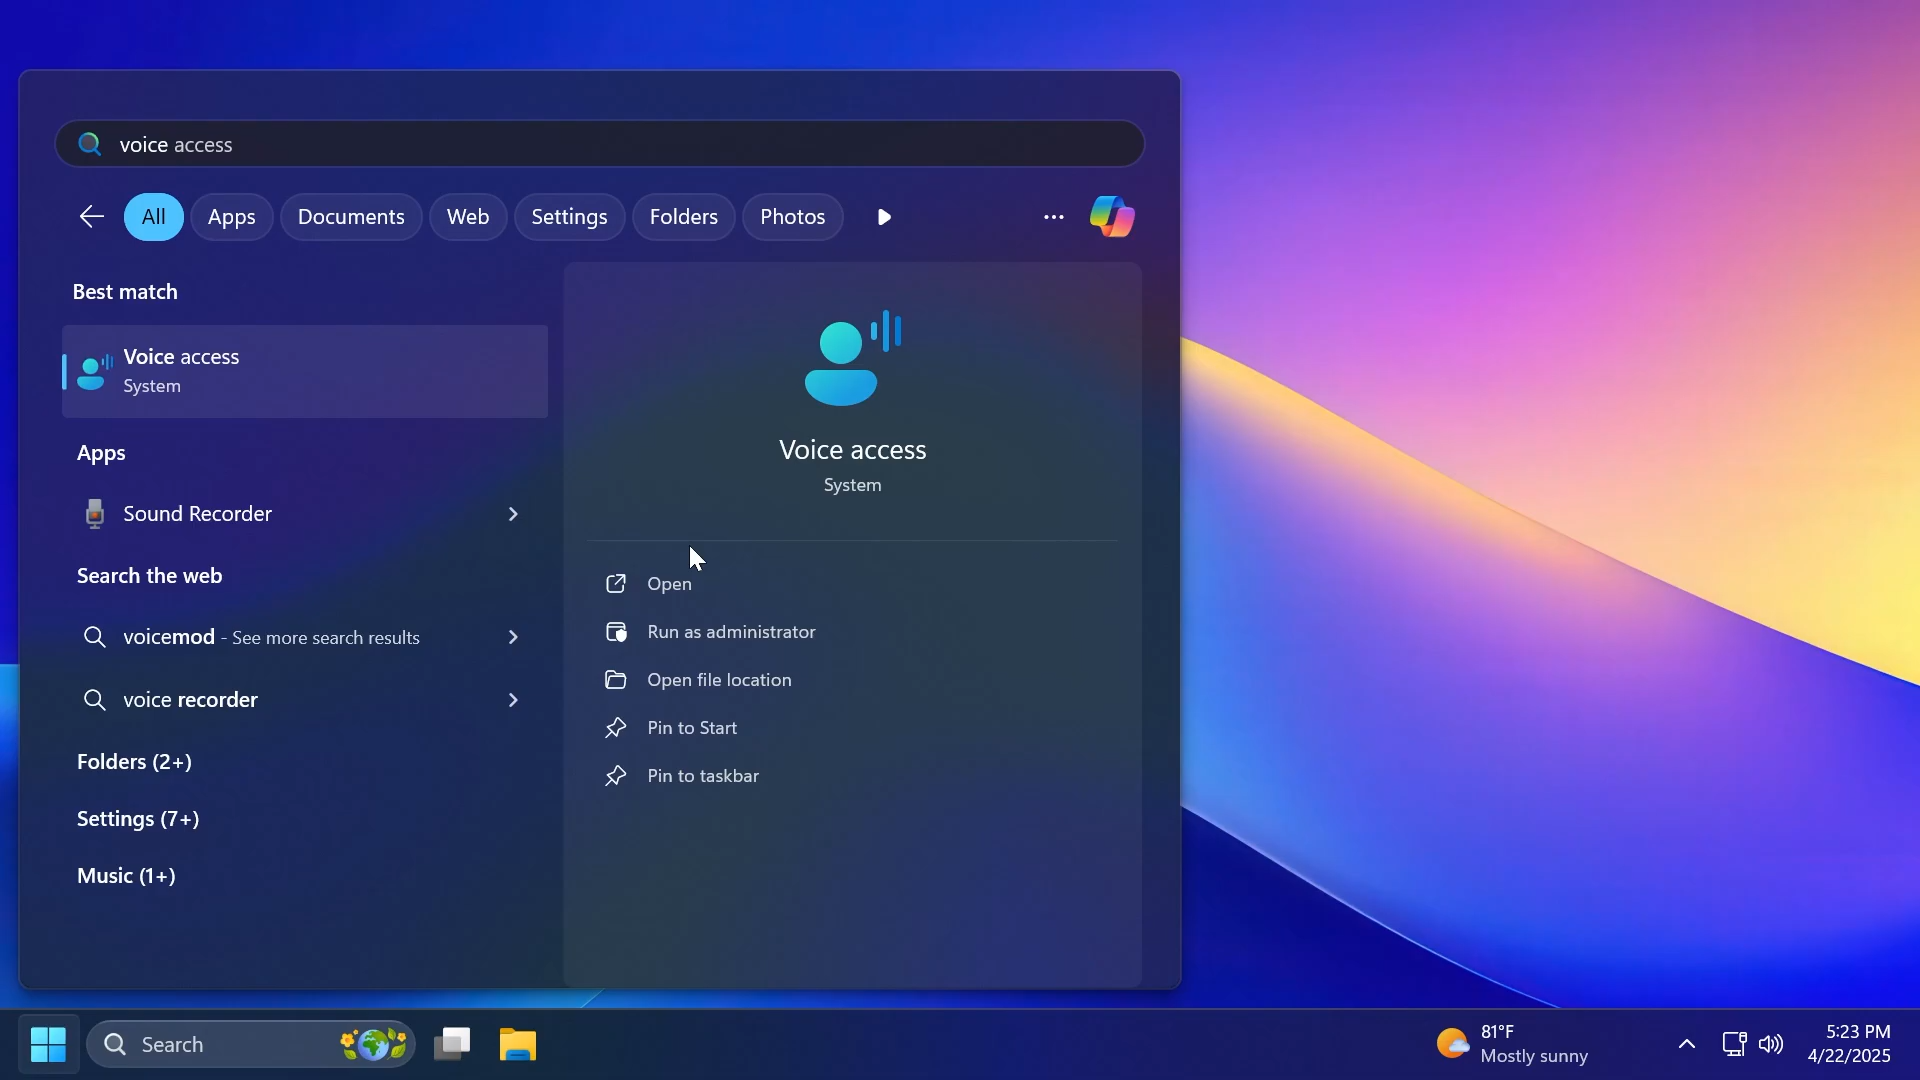 voice access
All
Apps
Documents
Web
Settings
Folders
Photos
Best match
Voice access
System
Apps
Sound Recorder
Search the web
voicemod - See more search results
voice recorder
Folders (2+)
Settings (7+)
Music (1+)
Voice access
System
Open
Run as administrator
Open file location
Pin to Start
Pin to taskbar
Search
81°F
Mostly sunny
5:23 PM
4/22/2025